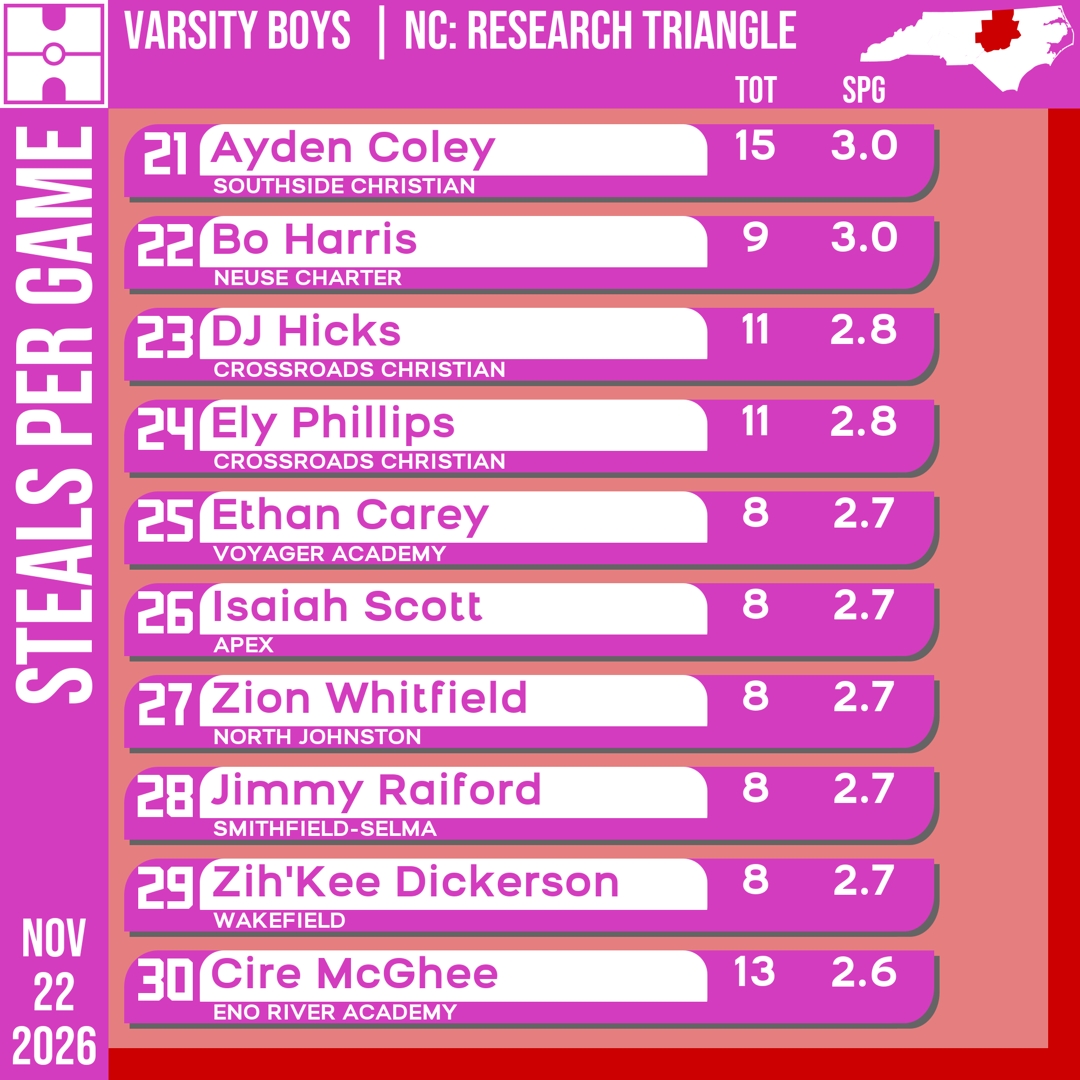 VARSITY BOYS | NC: RESEARCH TRIANGLE
TOT SPG
STEALS PER GAME
21 Ayden Coley 15 3.0
SOUTHSIDE CHRISTIAN
22 Bo Harris 9 3.0
NEUSE CHARTER
23 DJ Hicks 11 2.8
CROSSROADS CHRISTIAN
24 Ely Phillips 11 2.8
CROSSROADS CHRISTIAN
25 Ethan Carey 8 2.7
VOYAGER ACADEMY
26 Isaiah Scott 8 2.7
APEX
27 Zion Whitfield 8 2.7
NORTH JOHNSTON
28 Jimmy Raiford 8 2.7
SMITHFIELD-SELMA
29 Zih'Kee Dickerson 8 2.7
WAKEFIELD
30 Cire McGhee 13 2.6
ENO RIVER ACADEMY
NOV
22
2026